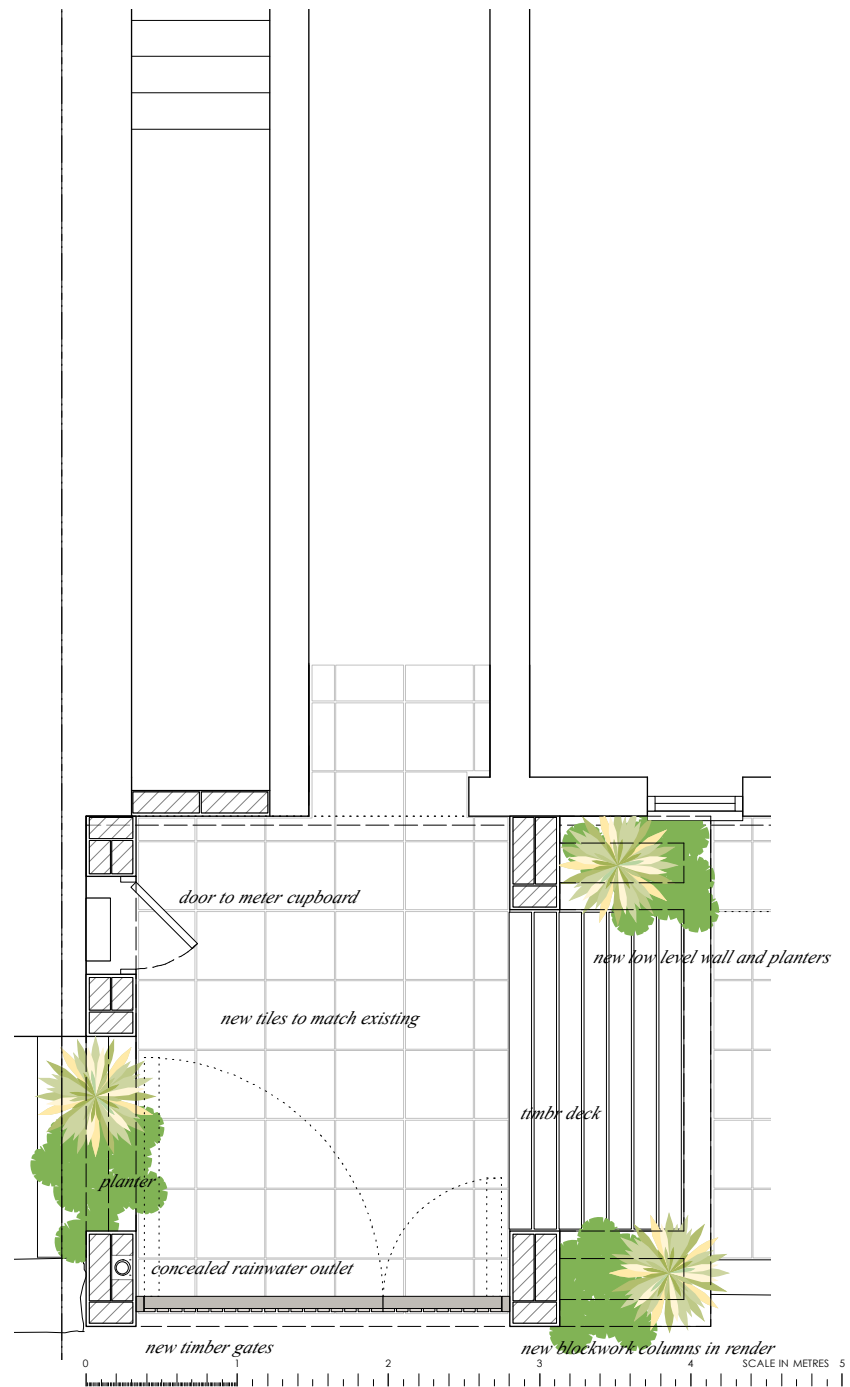 door to meter cupboard
new low level wall and planters
new tiles to match existing
timbr deck
planter
concealed rainwater outlet
new timber gates
new blockwork columns in render
SCALE IN METRES 5
0 1 2 3 4